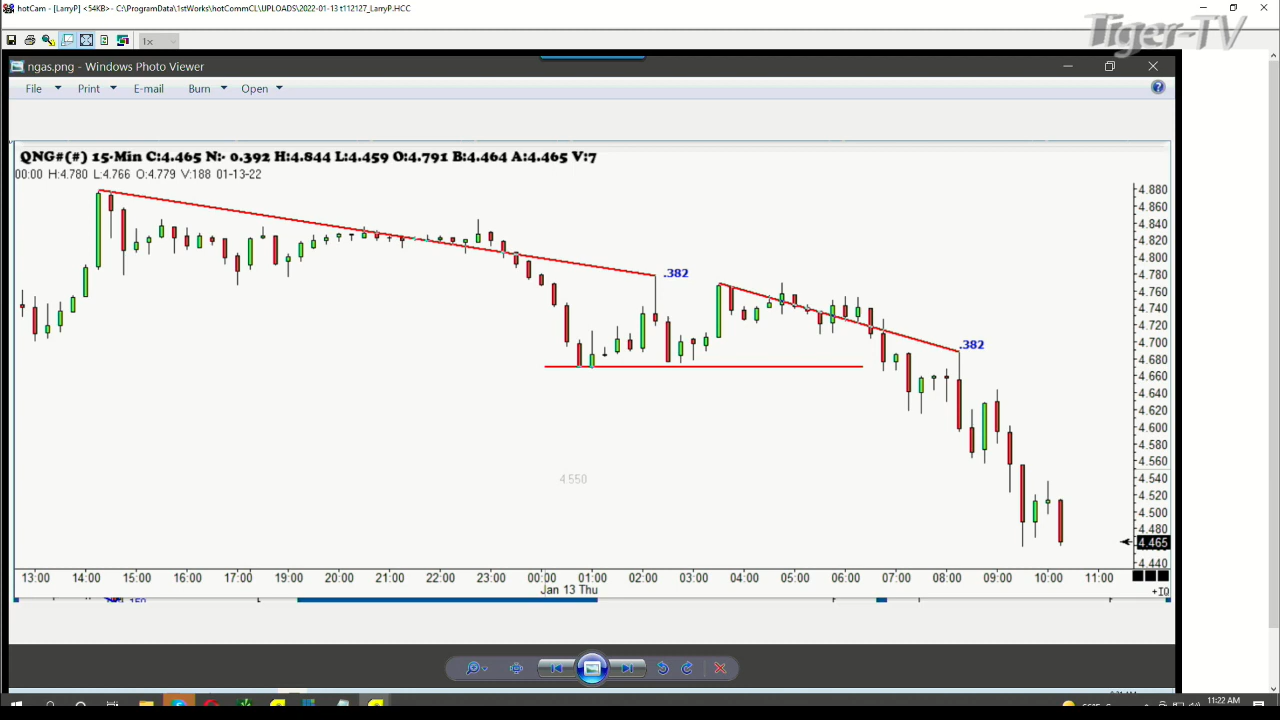 hotCam - [LarryP] <54KB>- C:\ProgramData\1stWorks\hotCommCL\UPLOADS\2022-01-13 t112127_LarryP.HCC
Tiger-TV
1x
ngas.png - Windows Photo Viewer
File Print E-mail Burn Open
QNG#(#) 15-Min C:4.465 N:- 0.392 H:4.844 L:4.459 O:4.791 B:4.464 A:4.465 V:7
00:00 H:4.780 L:4.766 O:4.779 V:188 01-13-22
4.880
4.860
4.840
4.820
4.800
.382
4.780
4.760
4.740
4.720
.382
4.700
4.680
4.660
4.640
4.620
4.600
4.580
4.560
4.550
4.540
4.520
4.500
4.480
4.465
4.440
13:00 14:00 15:00 16:00 17:00 18:00 19:00 20:00 21:00 22:00 23:00 00:00 01:00 02:00 03:00 04:00 05:00 06:00 07:00 08:00 09:00 10:00 11:00
Jan 13 Thu
+10
11:22 AM